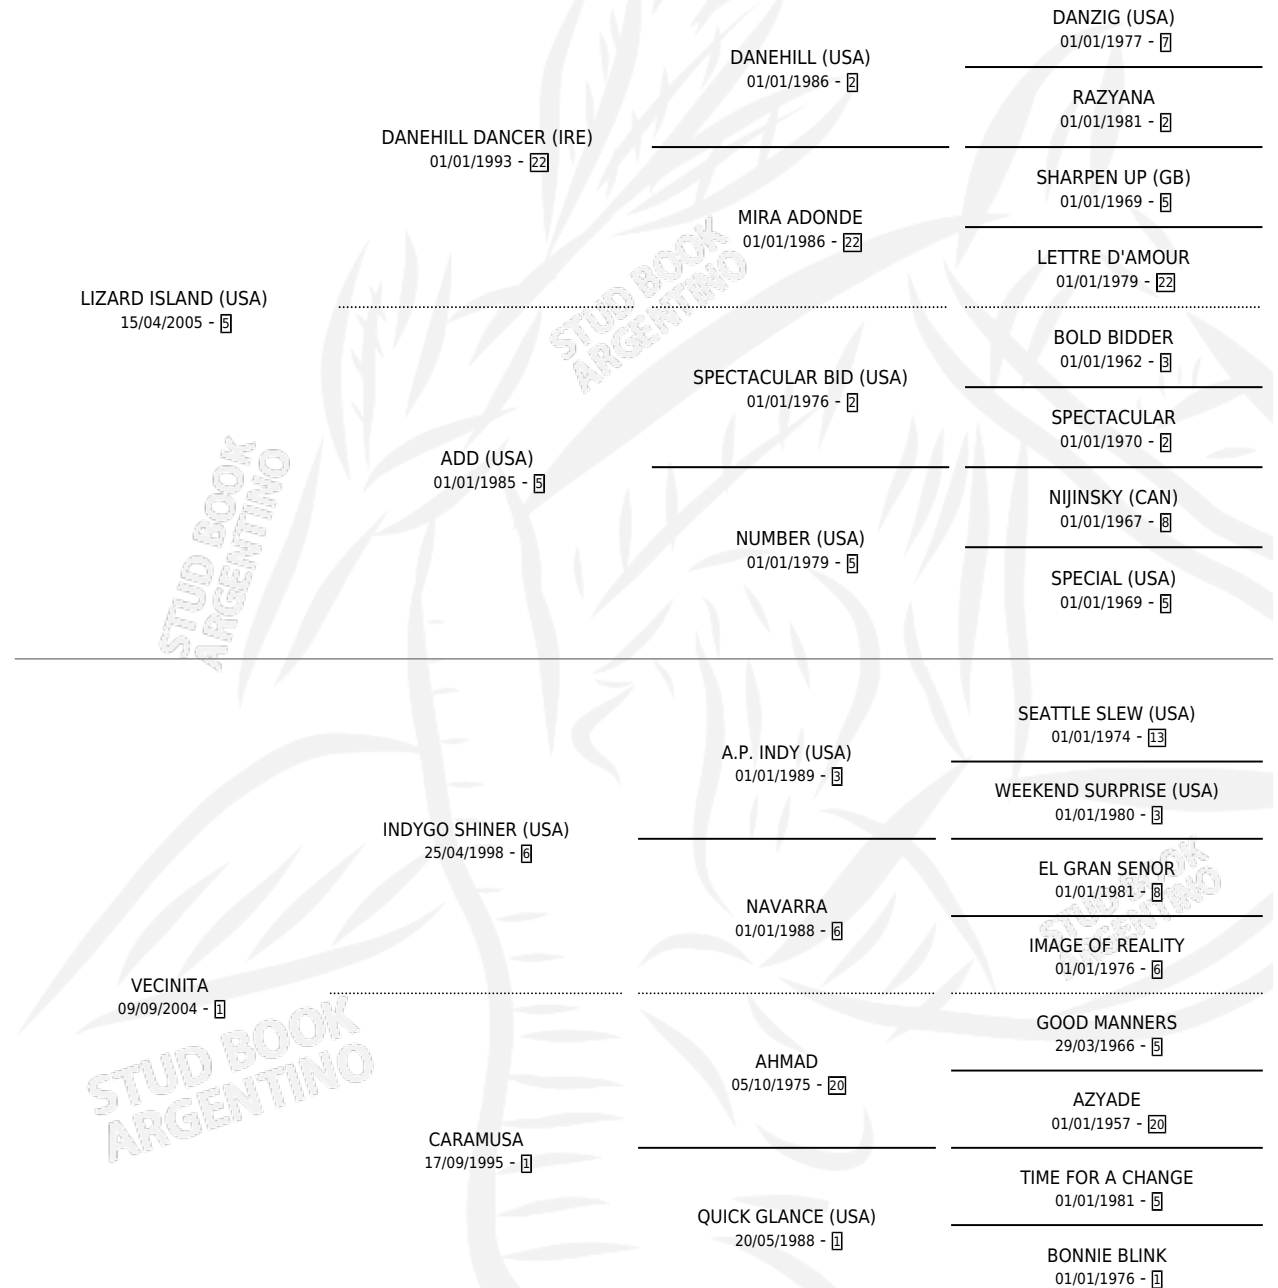 DANZIG (USA)
01/01/1977 - 7
DANEHILL (USA)
01/01/1986 - 2
RAZYANA
01/01/1981 - 2
DANEHILL DANCER (IRE)
01/01/1993 - 22
SHARPEN UP (GB)
01/01/1969 - 5
MIRA ADONDE
01/01/1986 - 22
LETTRE D'AMOUR
01/01/1979 - 22
LIZARD ISLAND (USA)
15/04/2005 - 5
BOLD BIDDER
01/01/1962 - 3
SPECTACULAR BID (USA)
01/01/1976 - 2
SPECTACULAR
01/01/1970 - 2
ADD (USA)
01/01/1985 - 5
NIJINSKY (CAN)
01/01/1967 - 8
NUMBER (USA)
01/01/1979 - 5
SPECIAL (USA)
01/01/1969 - 5
SEATTLE SLEW (USA)
01/01/1974 - 13
A.P. INDY (USA)
01/01/1989 - 3
WEEKEND SURPRISE (USA)
01/01/1980 - 3
INDYGO SHINER (USA)
25/04/1998 - 6
EL GRAN SENOR
01/01/1981 - 8
NAVARRA
01/01/1988 - 6
IMAGE OF REALITY
01/01/1976 - 6
VECINITA
09/09/2004 - 1
GOOD MANNERS
29/03/1966 - 5
AHMAD
05/10/1975 - 20
AZYADE
01/01/1957 - 20
CARAMUSA
17/09/1995 - 1
TIME FOR A CHANGE
01/01/1981 - 5
QUICK GLANCE (USA)
20/05/1988 - 1
BONNIE BLINK
01/01/1976 - 1
STUD BOOK
ARGENTINO
STUD BOOK
ARGENTINO
STUD BOOK
ARGENTINO
STUD BOOK
ARGENTINO